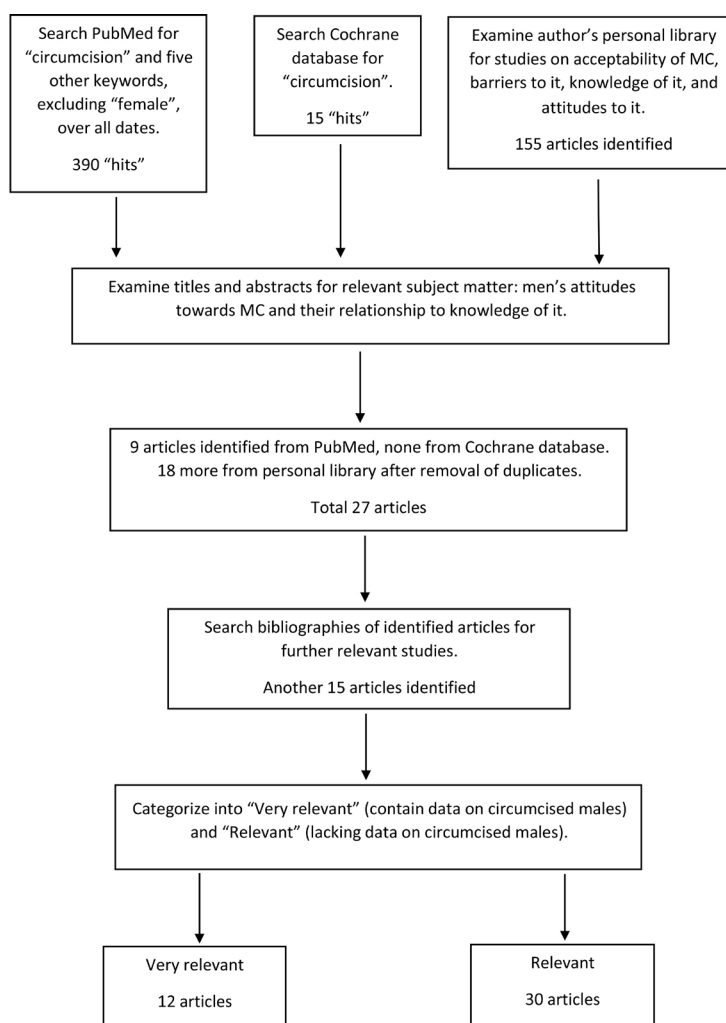 Search PubMed for
“circumcision” and five
other keywords,
excluding “female”,
over all dates.
390 “hits”
Search Cochrane
database for
“circumcision”.
15 “hits”
Examine author’s personal library
for studies on acceptability of MC,
barriers to it, knowledge of it, and
attitudes to it.
155 articles identified
Examine titles and abstracts for relevant subject matter: men’s attitudes
towards MC and their relationship to knowledge of it.
9 articles identified from PubMed, none from Cochrane database.
18 more from personal library after removal of duplicates.
Total 27 articles
Search bibliographies of identified articles for
further relevant studies.
Another 15 articles identified
Categorize into “Very relevant” (contain data on circumcised males)
and “Relevant” (lacking data on circumcised males).
Very relevant
12 articles
Relevant
30 articles